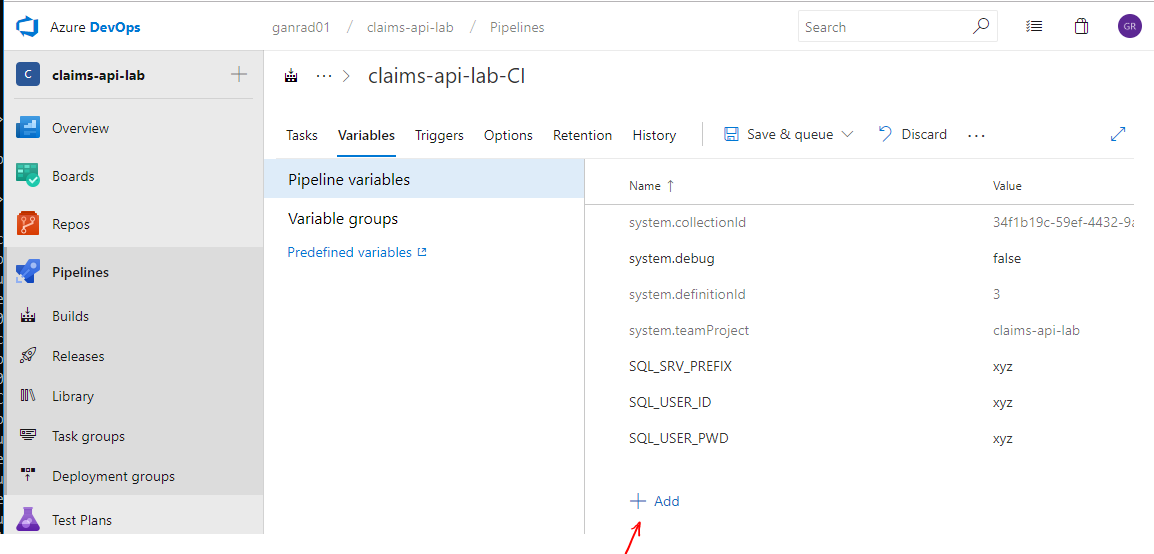 Azure DevOps
ganrad01 / claims-api-lab / Pipelines
Search
GR
C
claims-api-lab
Overview
Boards
Repos
Pipelines
Builds
Releases
Library
Task groups
Deployment groups
Test Plans
... > claims-api-lab-CI
Tasks Variables Triggers Options Retention History
Save & queue Discard ...
Pipeline variables
Variable groups
Predefined variables
Name ↑ Value
system.collectionId 34f1b19c-59ef-4432-9a
system.debug false
system.definitionId 3
system.teamProject claims-api-lab
SQL_SRV_PREFIX xyz
SQL_USER_ID xyz
SQL_USER_PWD xyz
+ Add